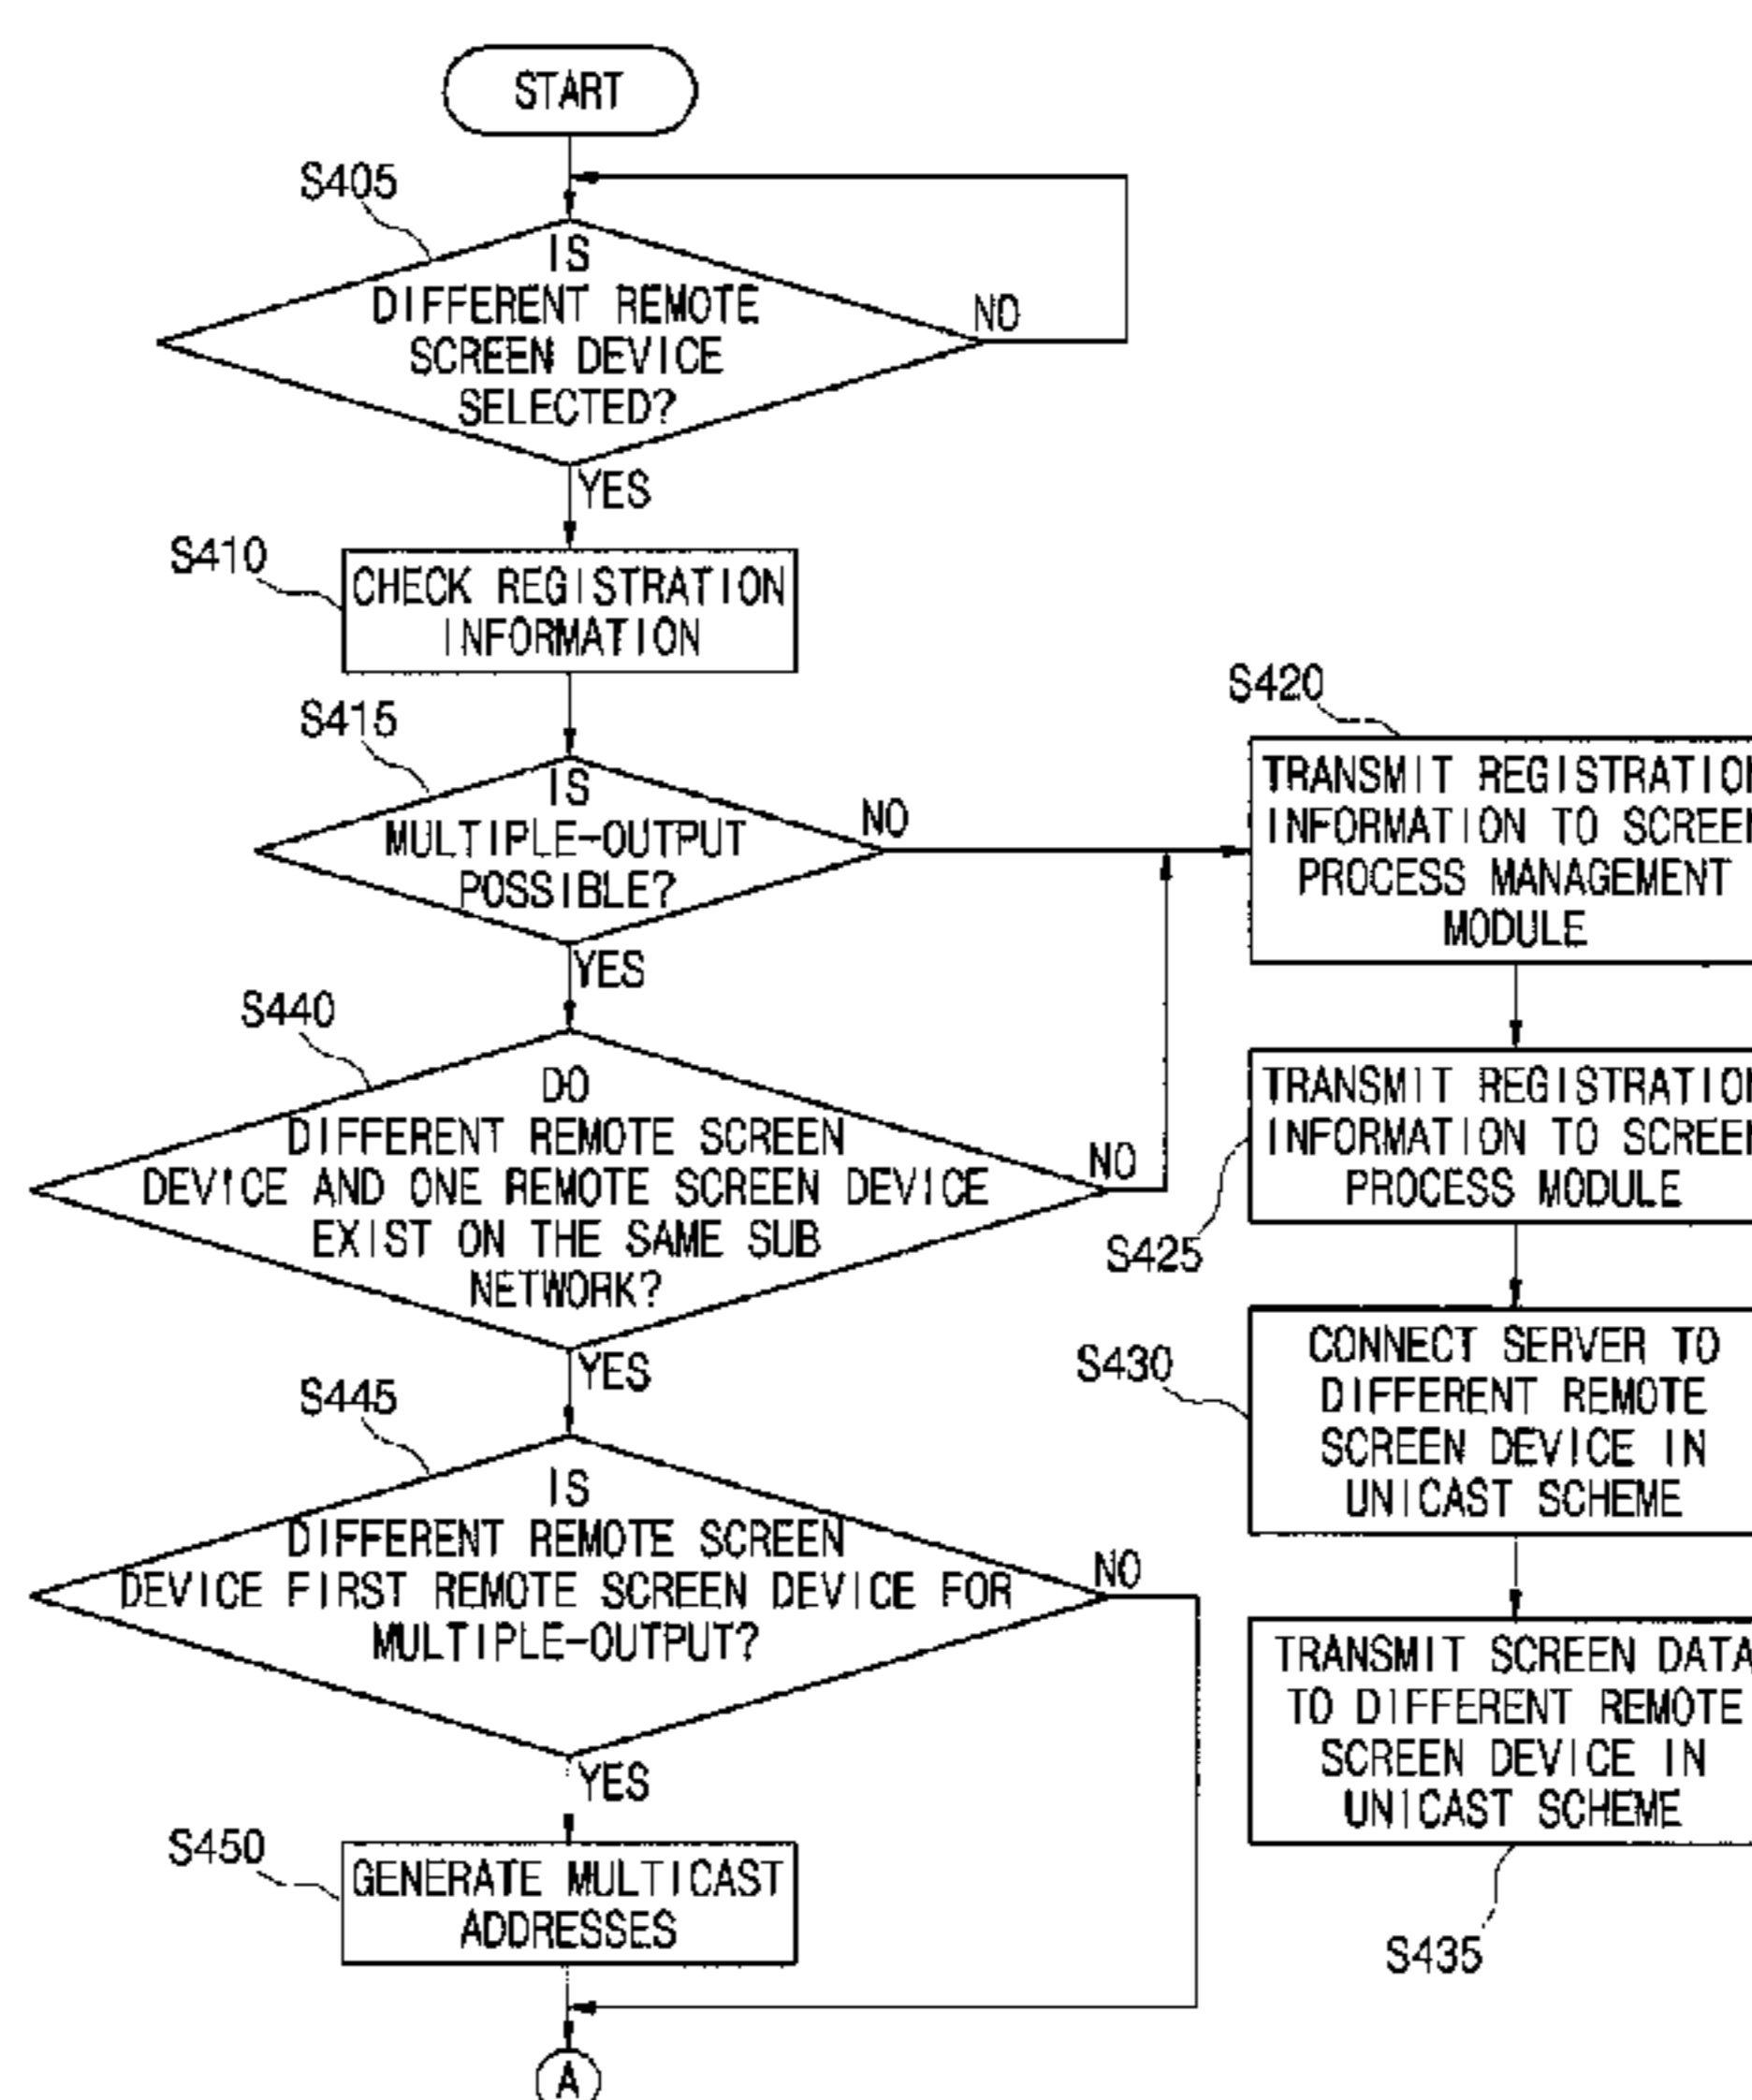 START
S405
IS
DIFFERENT REMOTE
SCREEN DEVICE
SELECTED?
NO
YES
S410
CHECK REGISTRATION
INFORMATION
S415
IS
MULTIPLE-OUTPUT
POSSIBLE?
NO
YES
S440
DO
DIFFERENT REMOTE SCREEN
DEVICE AND ONE REMOTE SCREEN DEVICE
EXIST ON THE SAME SUB
NETWORK?
NO
YES
S445
IS
DIFFERENT REMOTE SCREEN
DEVICE FIRST REMOTE SCREEN DEVICE FOR
MULTIPLE-OUTPUT?
NO
YES
S450
GENERATE MULTICAST
ADDRESSES
A
S420
TRANSMIT REGISTRATION
INFORMATION TO SCREEN
PROCESS MANAGEMENT
MODULE
S425
TRANSMIT REGISTRATION
INFORMATION TO SCREEN
PROCESS MODULE
S430
CONNECT SERVER TO
DIFFERENT REMOTE
SCREEN DEVICE IN
UNICAST SCHEME
TRANSMIT SCREEN DATA
TO DIFFERENT REMOTE
SCREEN DEVICE IN
UNICAST SCHEME
S435